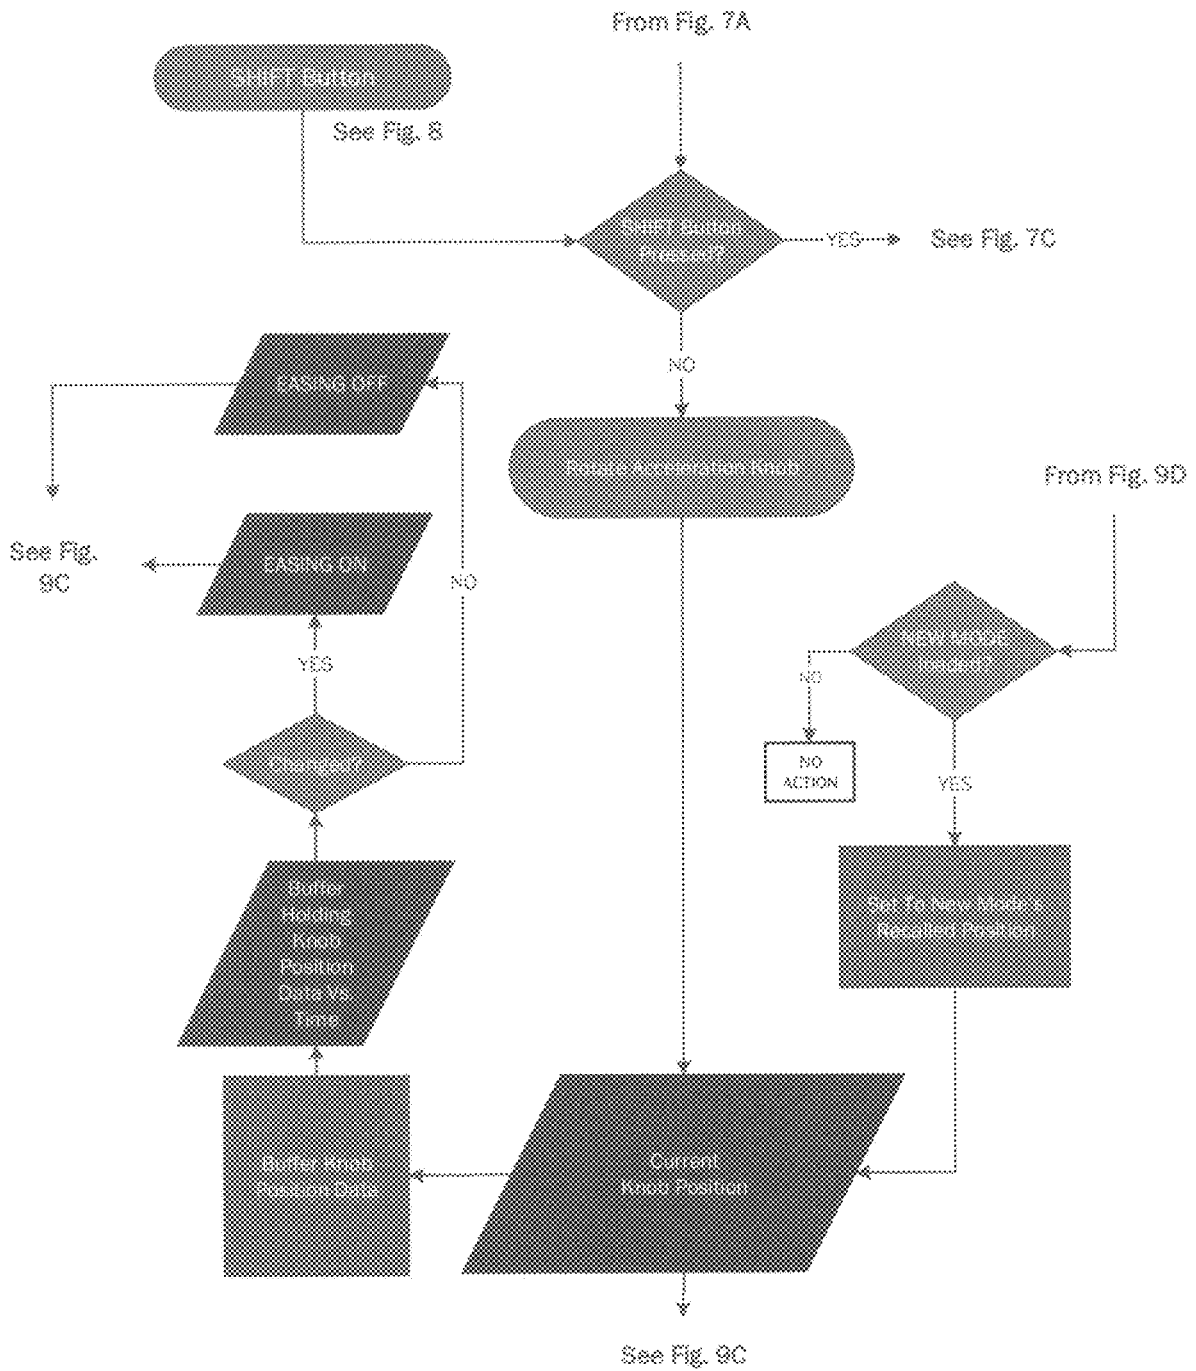 From Fig. 7A
SHIFT Button
See Fig. 8
SHIFT Button
Pressed?
YES
See Fig. 7C
NO
EASING OFF
Rotate Acceleration Knob
From Fig. 9D
See Fig.
9C
EASING ON
NO
NEW Mode
YES
NO
NO
ACTION
YES
Changed?
Buffer
Holding
Knob
Position
Data Vs.
Time
Set To New Mode's
Recalled Position
Buffer Knob
Position Data
Current
Knob Position
See Fig. 9C